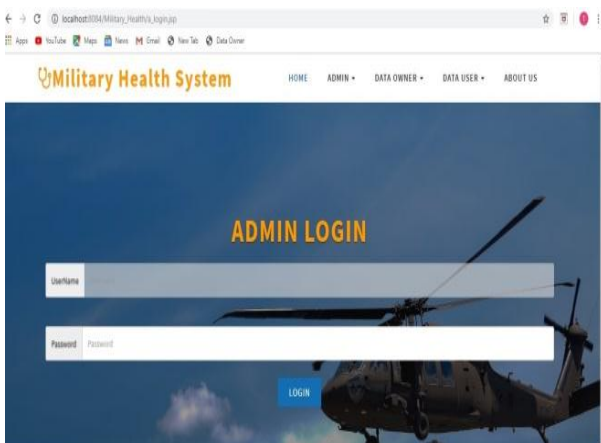 localhost:8084/Military_Health/a_login.jsp
Apps YouTube Maps News Gmail New Tab Data Owner
Military Health System HOME ADMIN DATA OWNER DATA USER ABOUT US
ADMIN LOGIN
UserName
Password Password
LOGIN